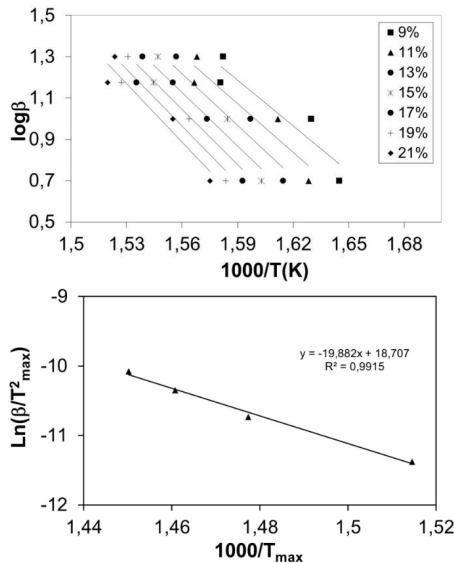 1,5
1,3
1,1
0,9
0,7
0,5
logβ
1,5 1,53 1,56 1,59 1,62 1,65 1,68
1000/T(K)
9%
11%
13%
15%
17%
19%
21%
-9
-10
-11
-12
Ln(β/T²max)
y = -19,882x + 18,707
R² = 0,9915
1,44 1,46 1,48 1,5 1,52
1000/Tmax